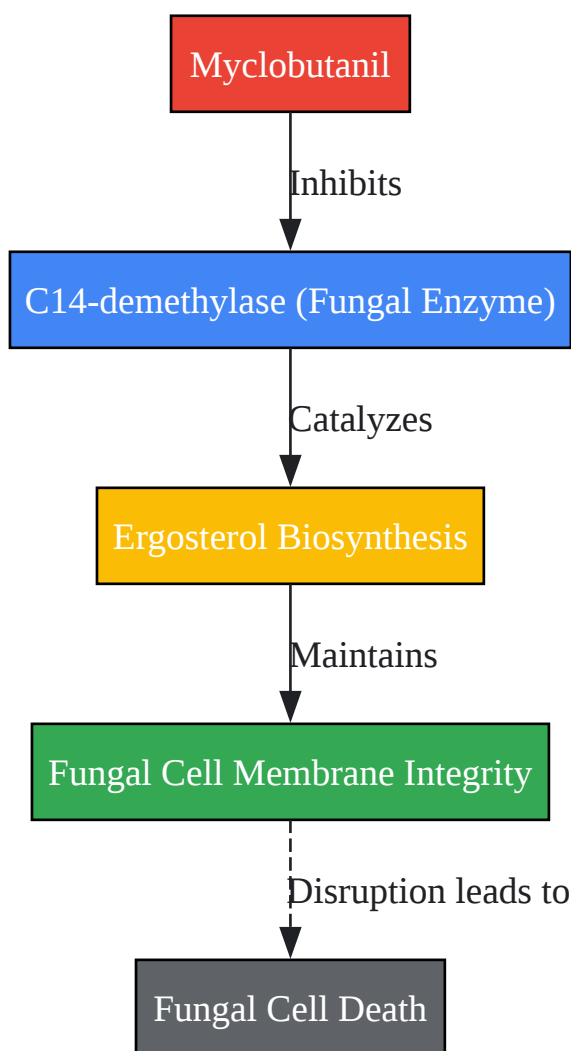 Myclobutanil
Inhibits
C14-demethylase (Fungal Enzyme)
Catalyzes
Ergosterol Biosynthesis
Maintains
Fungal Cell Membrane Integrity
Disruption leads to
Fungal Cell Death